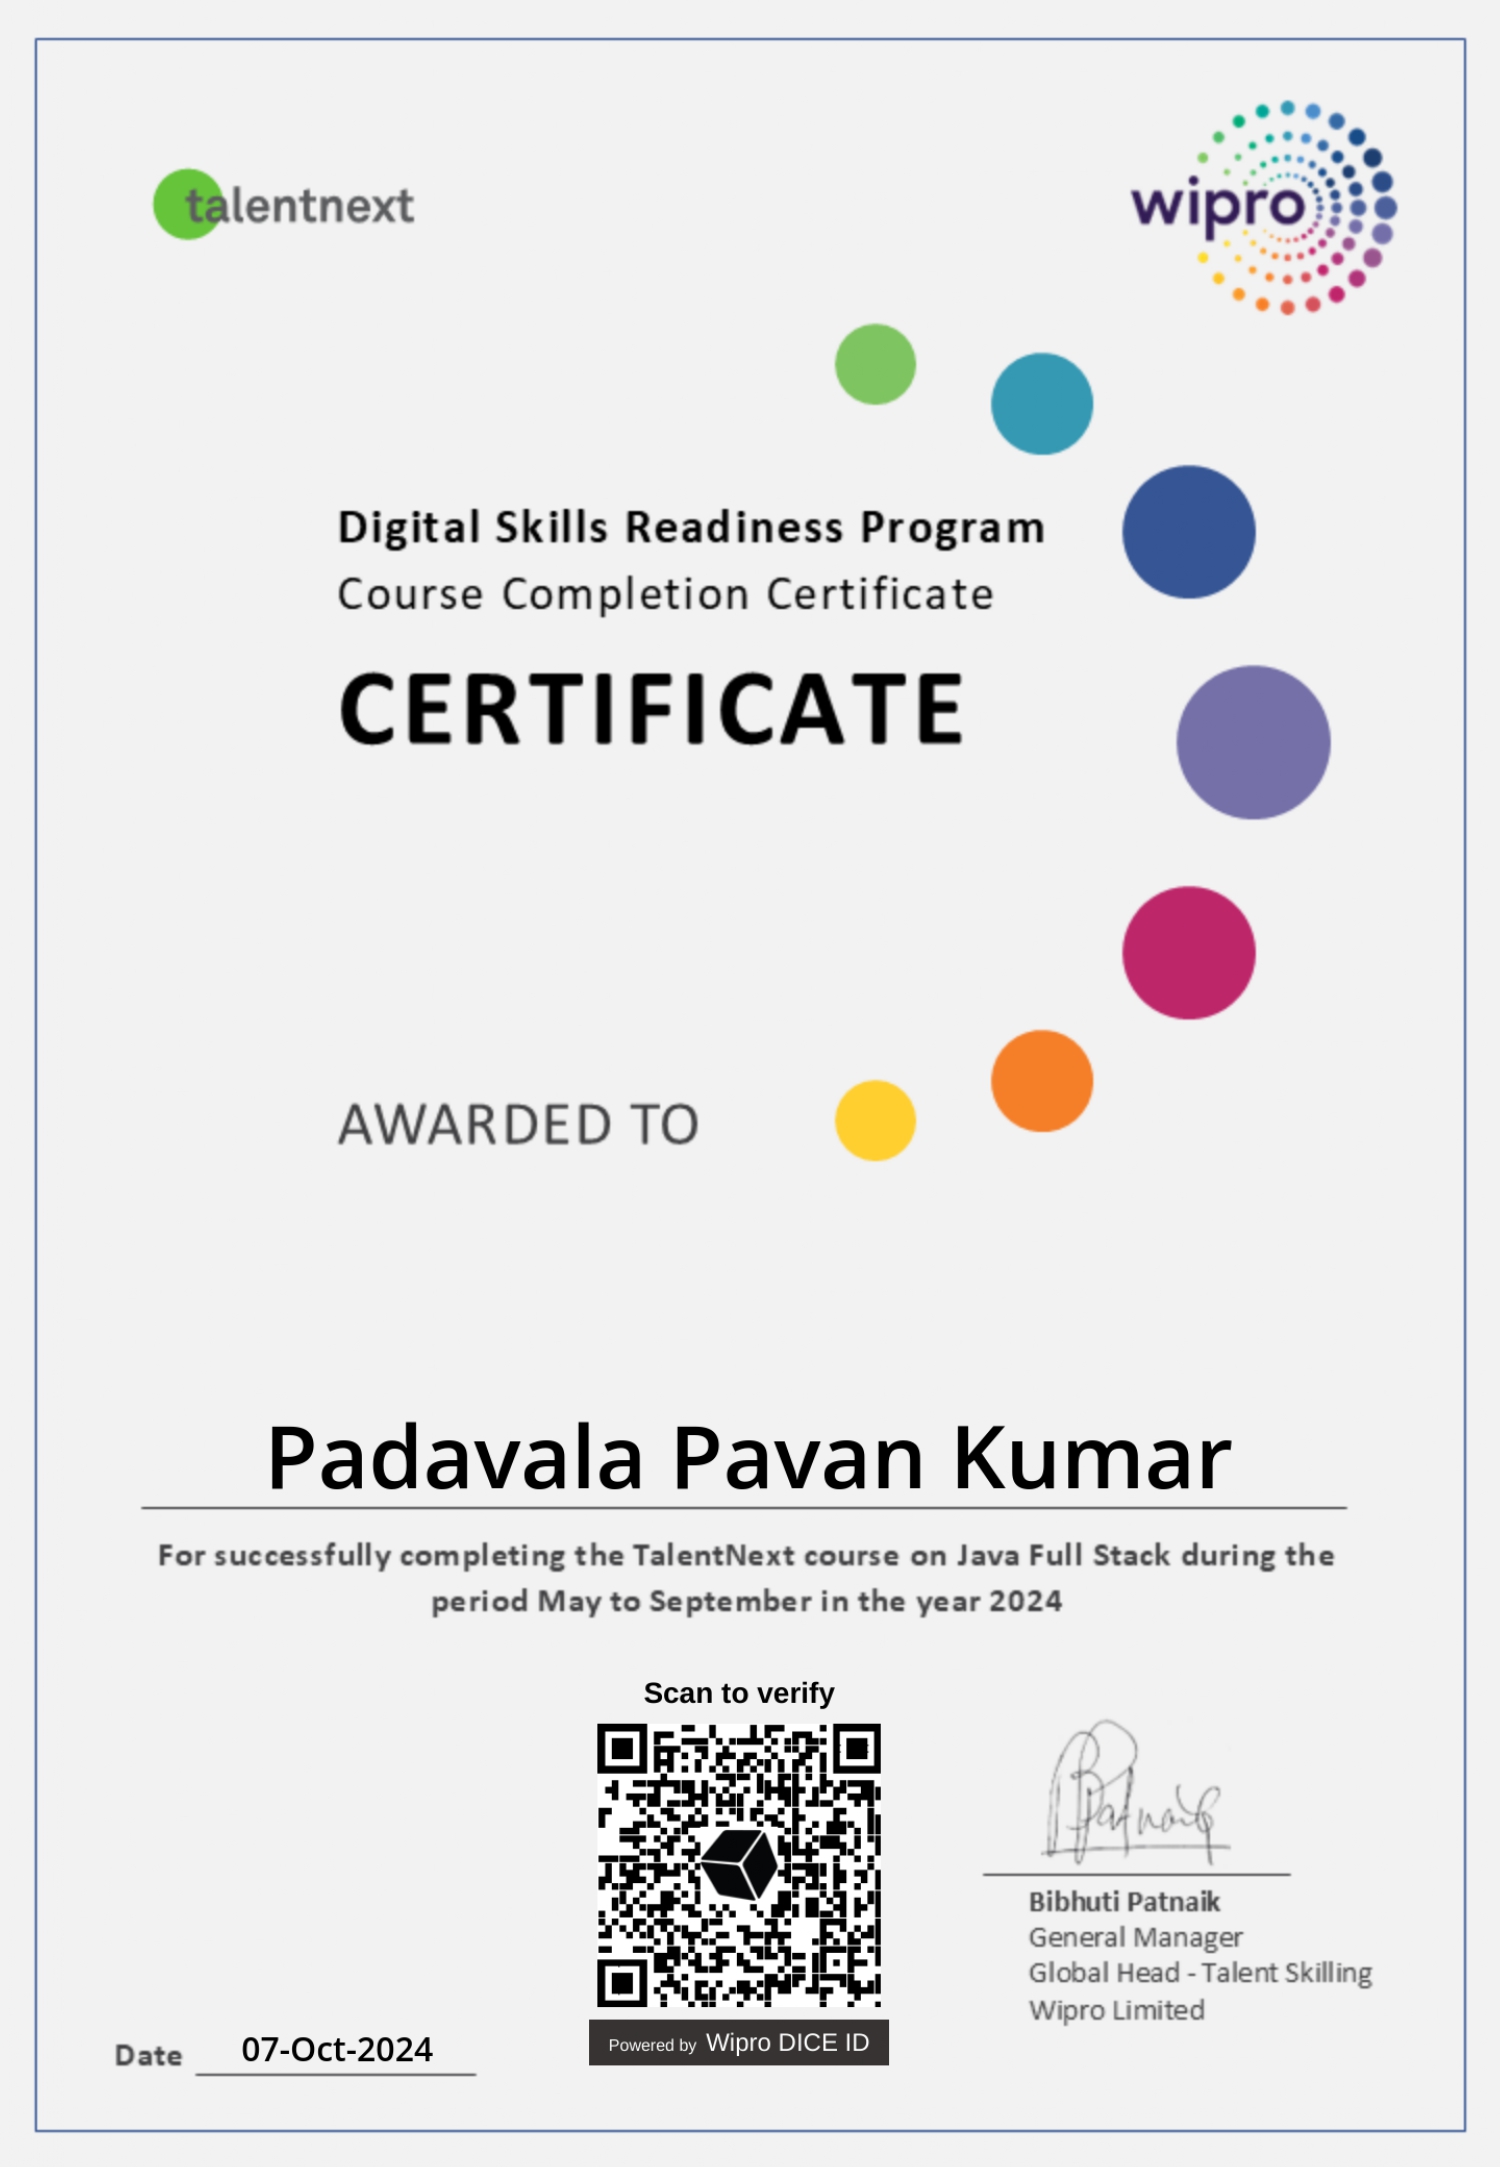 talentnext
wipro
Digital Skills Readiness Program
Course Completion Certificate
CERTIFICATE
AWARDED TO
Padavala Pavan Kumar
For successfully completing the TalentNext course on Java Full Stack during the
period May to September in the year 2024
Scan to verify
BPatnaik
Bibhuti Patnaik
General Manager
Global Head - Talent Skilling
Wipro Limited
Powered by Wipro DICE ID
Date 07-Oct-2024